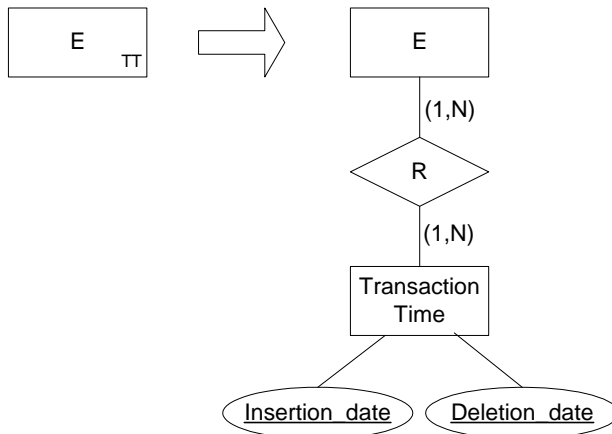 E
TT
E
(1,N)
R
(1,N)
Transaction
Time
Insertion_date
Deletion_date